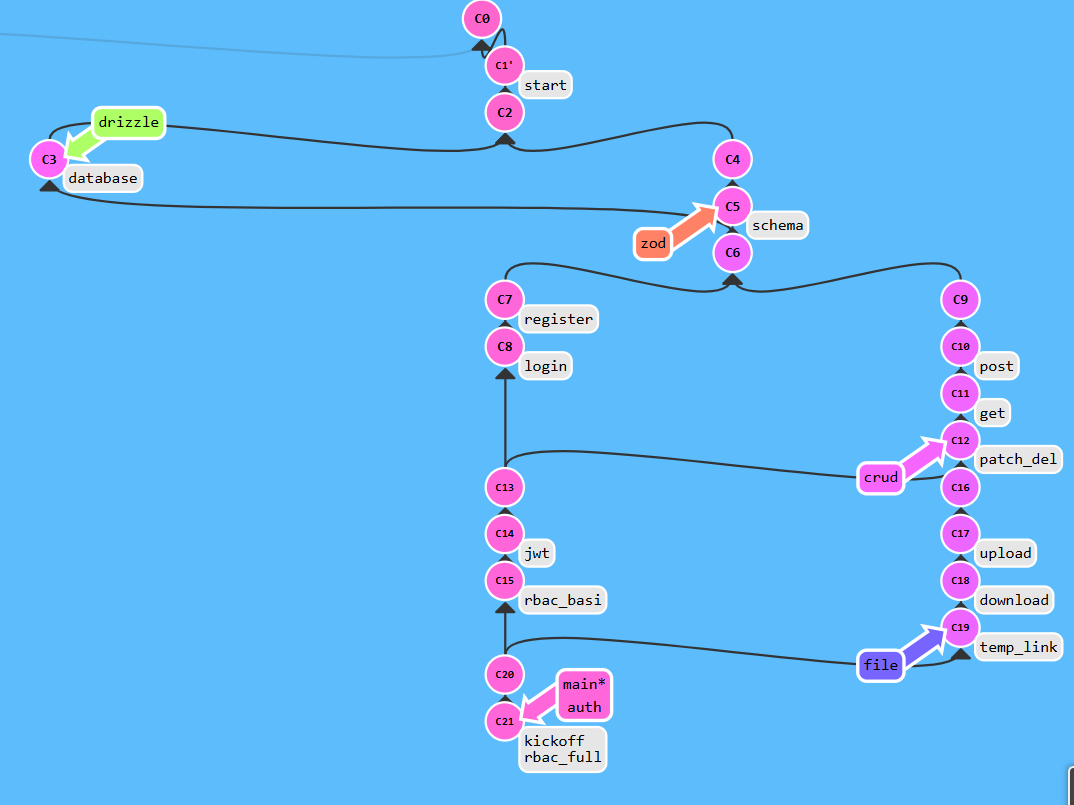 C0
C1'
start
C2
drizzle
C3
database
C4
C5
schema
zod
C6
C7
register
C8
login
C9
C10
post
C11
get
C12
patch_del
crud
C13
C16
C14
jwt
C17
upload
C15
rbac_basi
C18
download
C19
temp_link
file
C20
main*
auth
C21
kickoff
rbac_full